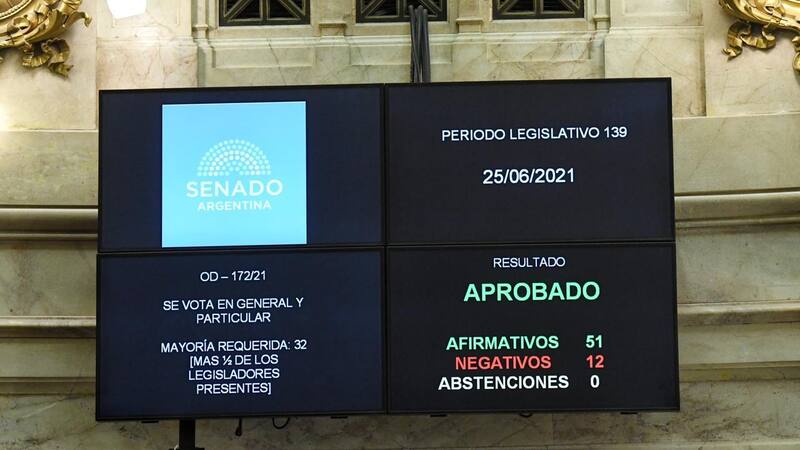 SENADO
ARGENTINA
PERIODO LEGISLATIVO 139
25/06/2021
OD – 172/21
SE VOTA EN GENERAL Y
PARTICULAR
MAYORÍA REQUERIDA: 32
[MAS ½ DE LOS
LEGISLADORES
PRESENTES]
RESULTADO
APROBADO
AFIRMATIVOS 51
NEGATIVOS 12
ABSTENCIONES 0